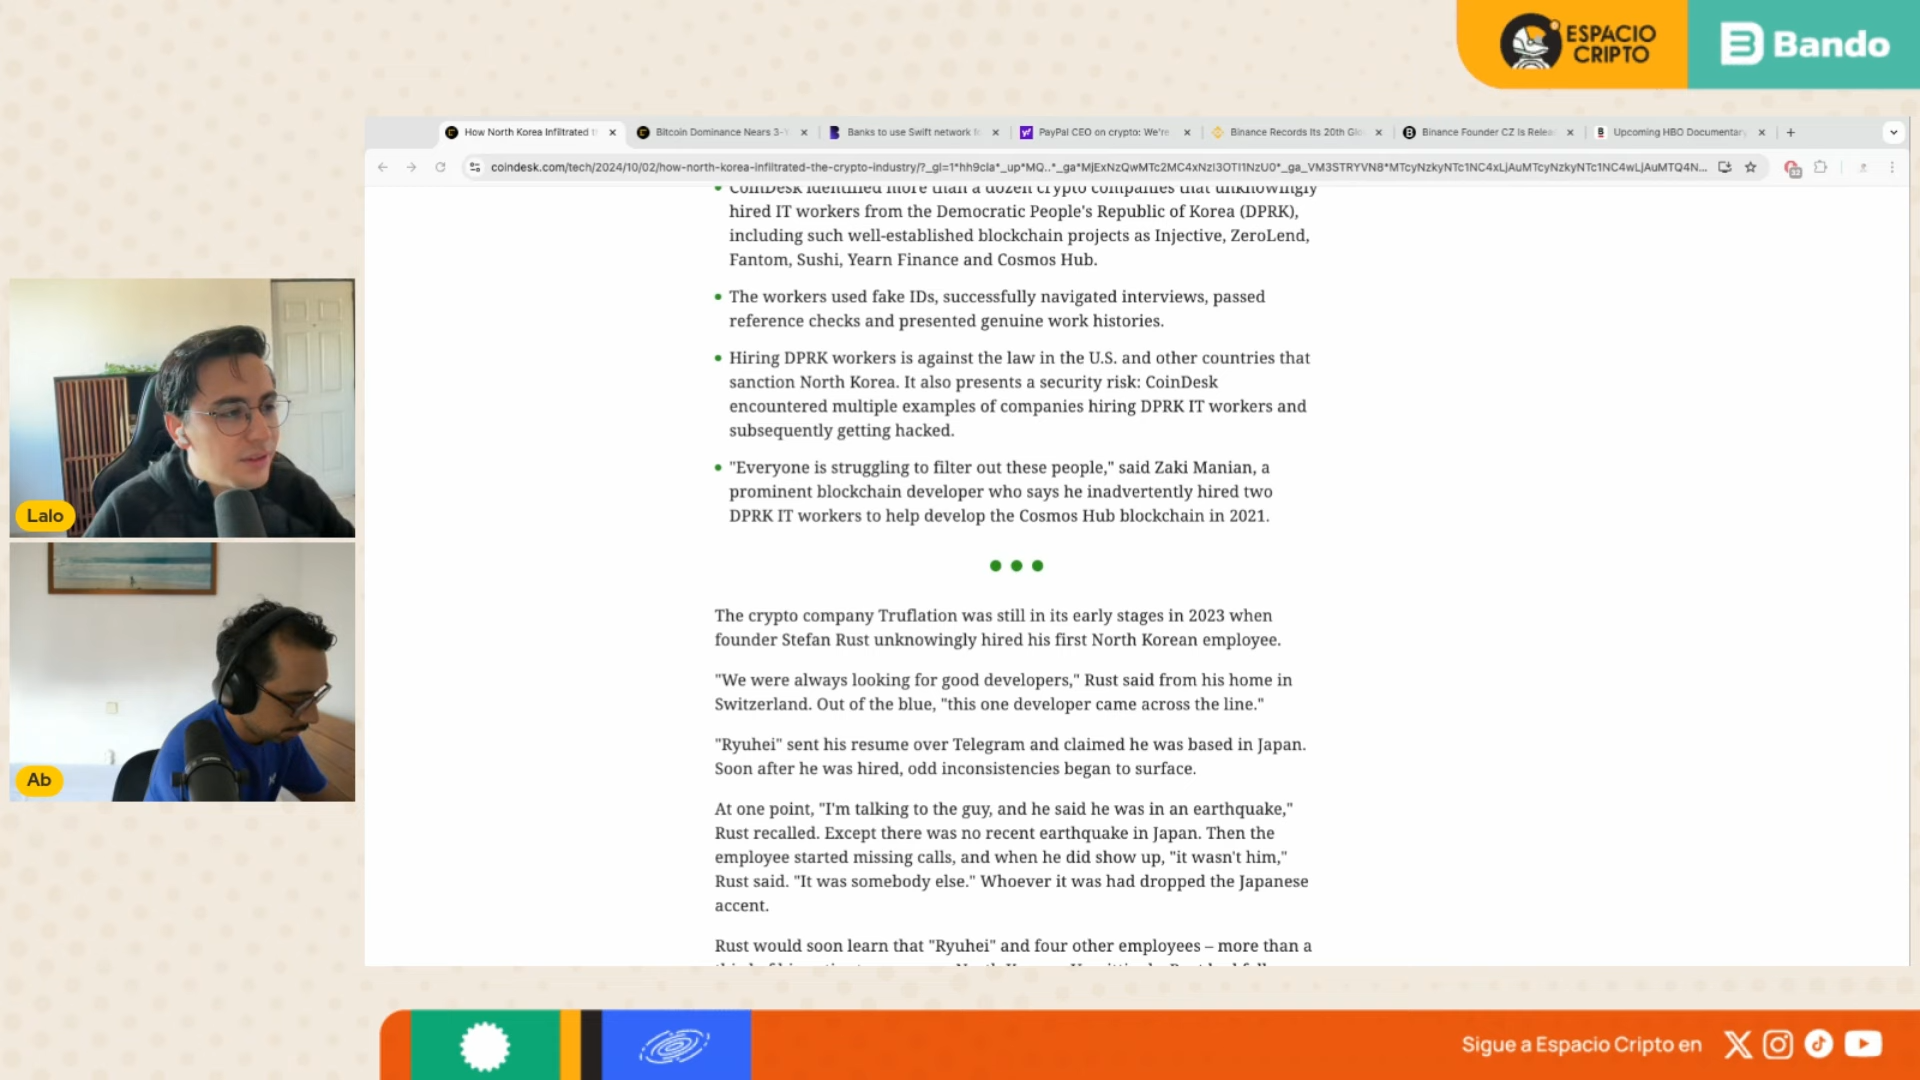 ESPACIO
CRIPTO
Bando
How North Korea Infiltrated t
Bitcoin Dominance Nears 3-Y
Banks to use Swift network fo
PayPal CEO on crypto: We're
Binance Records Its 20th Glo
Binance Founder CZ Is Relea
Upcoming HBO Documentary
CoinDesk identified more than a dozen crypto companies that unknowingly
hired IT workers from the Democratic People's Republic of Korea (DPRK),
including such well-established blockchain projects as Injective, ZeroLend,
Fantom, Sushi, Yearn Finance and Cosmos Hub.
The workers used fake IDs, successfully navigated interviews, passed
reference checks and presented genuine work histories.
Hiring DPRK workers is against the law in the U.S. and other countries that
sanction North Korea. It also presents a security risk: CoinDesk
encountered multiple examples of companies hiring DPRK IT workers and
subsequently getting hacked.
"Everyone is struggling to filter out these people," said Zaki Manian, a
prominent blockchain developer who says he inadvertently hired two
DPRK IT workers to help develop the Cosmos Hub blockchain in 2021.
The crypto company Truflation was still in its early stages in 2023 when
founder Stefan Rust unknowingly hired his first North Korean employee.
"We were always looking for good developers," Rust said from his home in
Switzerland. Out of the blue, "this one developer came across the line."
"Ryuhei" sent his resume over Telegram and claimed he was based in Japan.
Soon after he was hired, odd inconsistencies began to surface.
At one point, "I'm talking to the guy, and he said he was in an earthquake,"
Rust recalled. Except there was no recent earthquake in Japan. Then the
employee started missing calls, and when he did show up, "it wasn't him,"
Rust said. "It was somebody else." Whoever it was had dropped the Japanese
accent.
Rust would soon learn that "Ryuhei" and four other employees – more than a
Lalo
Ab
Sigue a Espacio Cripto en